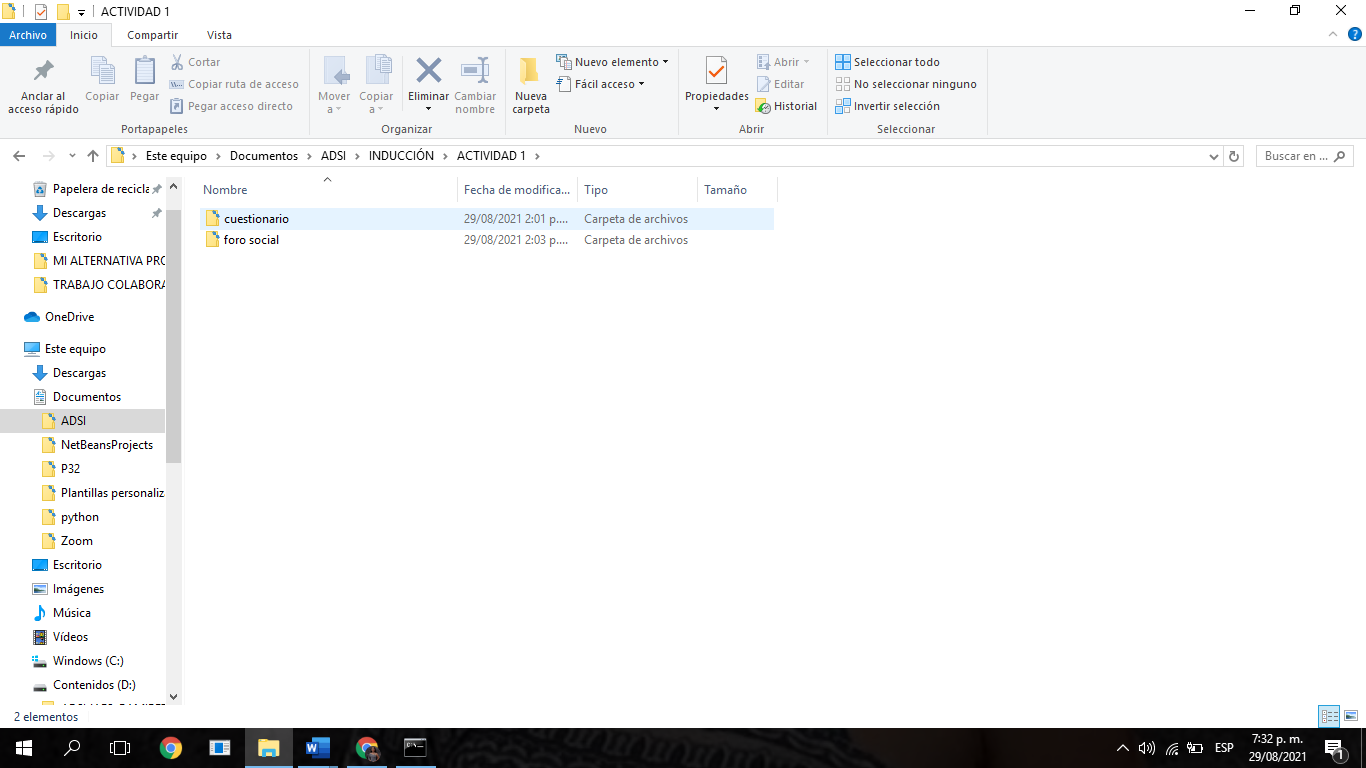 ACTIVIDAD 1
Archivo Inicio Compartir Vista
Anclar al acceso rápido
Copiar
Pegar
Cortar
Copiar ruta de acceso
Pegar acceso directo
Portapapeles
Mover a
Copiar a
Eliminar
Cambiar nombre
Organizar
Nueva carpeta
Nuevo elemento
Fácil acceso
Nuevo
Propiedades
Abrir
Editar
Historial
Abrir
Seleccionar todo
No seleccionar ninguno
Invertir selección
Seleccionar
Este equipo > Documentos > ADSI > INDUCCIÓN > ACTIVIDAD 1 >
Buscar en ...
Papelera de recicla
Descargas
Escritorio
MI ALTERNATIVA PRO
TRABAJO COLABORA
OneDrive
Este equipo
Descargas
Documentos
ADSI
NetBeansProjects
P32
Plantillas personaliz
python
Zoom
Escritorio
Imágenes
Música
Vídeos
Windows (C:)
Contenidos (D:)
Nombre Fecha de modifica... Tipo Tamaño
cuestionario 29/08/2021 2:01 p.... Carpeta de archivos
foro social 29/08/2021 2:03 p.... Carpeta de archivos
2 elementos
ESP
7:32 p. m.
29/08/2021
1